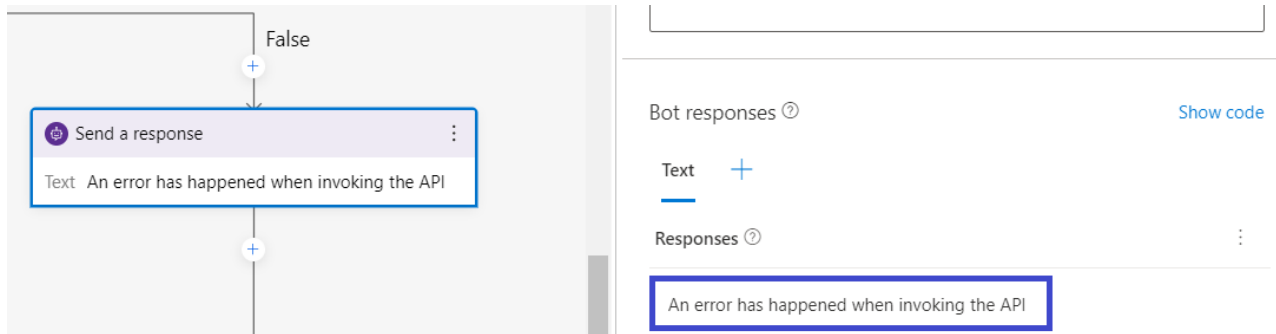 False
Send a response
Text An error has happened when invoking the API
Bot responses
Show code
Text
Responses
An error has happened when invoking the API